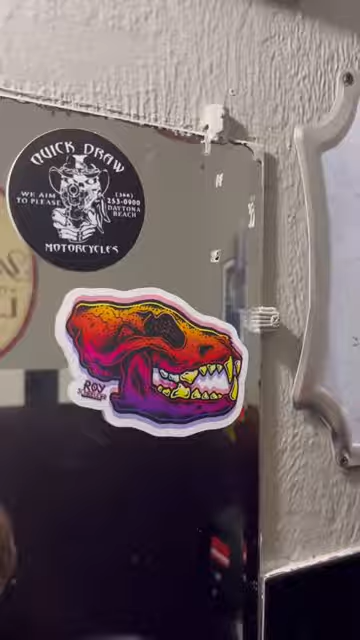 QUICK DRAW
WE AIM
TO PLEASE
(386)
253-0900
DAYTONA
BEACH
MOTORCYCLES
ROY